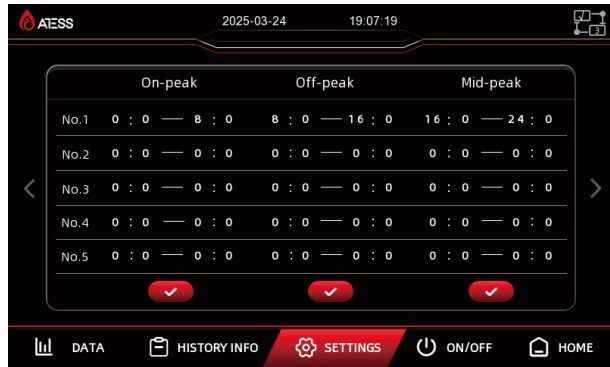 ATESS 2025-03-24 19:07:19
3
On-peak Off-peak Mid-peak
No.1 0 : 0 — 8 : 0 8 : 0 — 16 : 0 16 : 0 — 24 : 0
No.2 0 : 0 — 0 : 0 0 : 0 — 0 : 0 0 : 0 — 0 : 0
No.3 0 : 0 — 0 : 0 0 : 0 — 0 : 0 0 : 0 — 0 : 0
No.4 0 : 0 — 0 : 0 0 : 0 — 0 : 0 0 : 0 — 0 : 0
No.5 0 : 0 — 0 : 0 0 : 0 — 0 : 0 0 : 0 — 0 : 0
DATA HISTORY INFO SETTINGS ON/OFF HOME